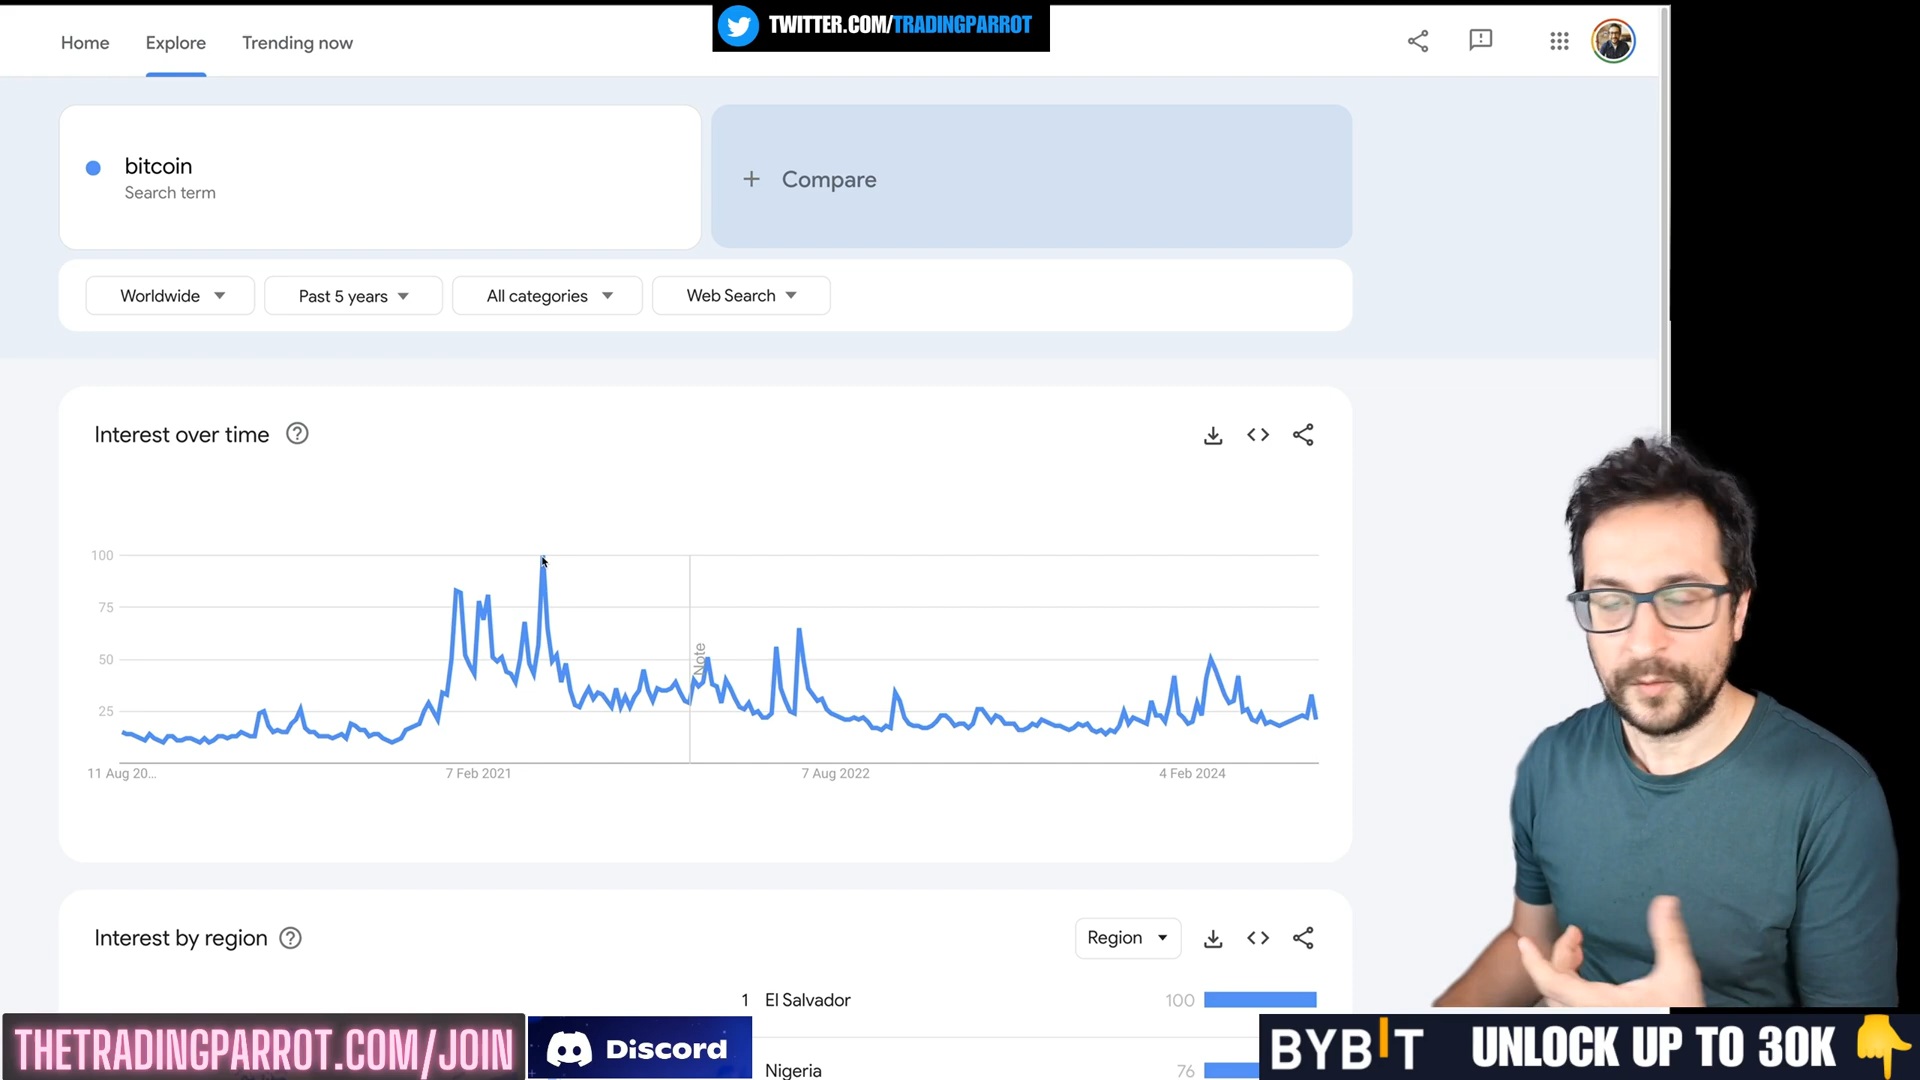 Home
Explore
Trending now
TWITTER.COM/TRADINGPARROT
bitcoin
Search term
+ Compare
Worldwide
Past 5 years
All categories
Web Search
Interest over time
100
75
50
25
Note
11 Aug 20...
7 Feb 2021
7 Aug 2022
4 Feb 2024
Interest by region
Region
1 El Salvador 100
Nigeria 76
THETRADINGPARROT.COM/JOIN
Discord
BYBIT
UNLOCK UP TO 30K